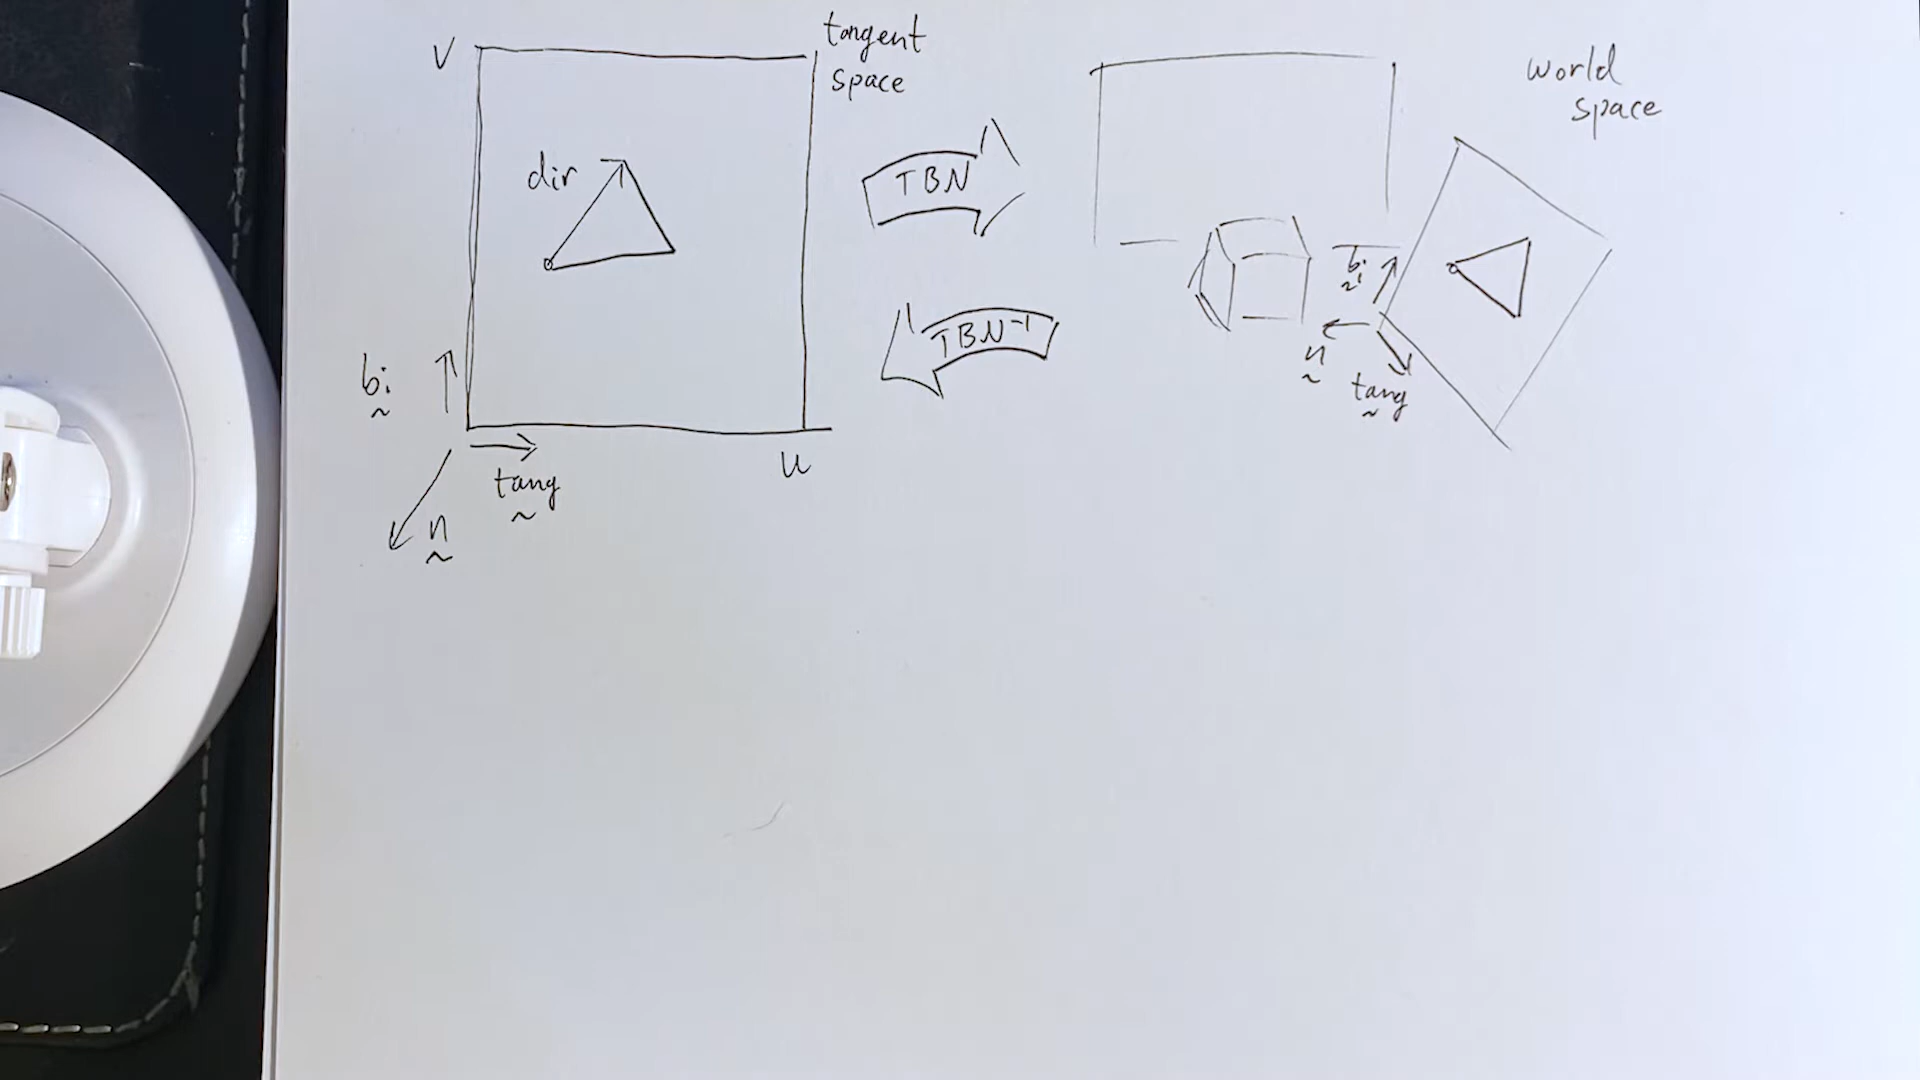 V
tangent
space
world
space
dir
TBN
TBN⁻¹
bi
n
tang
bi
tang
n
u